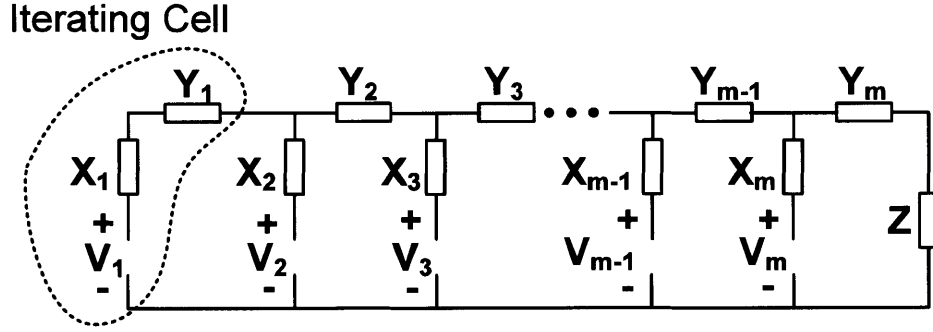 Iterating Cell
Y₁ Y₂ Y₃ Yₘ₋₁ Yₘ
X₁ X₂ X₃ Xₘ₋₁ Xₘ Z
+ + + + +
V₁ V₂ V₃ Vₘ₋₁ Vₘ
- - - - -